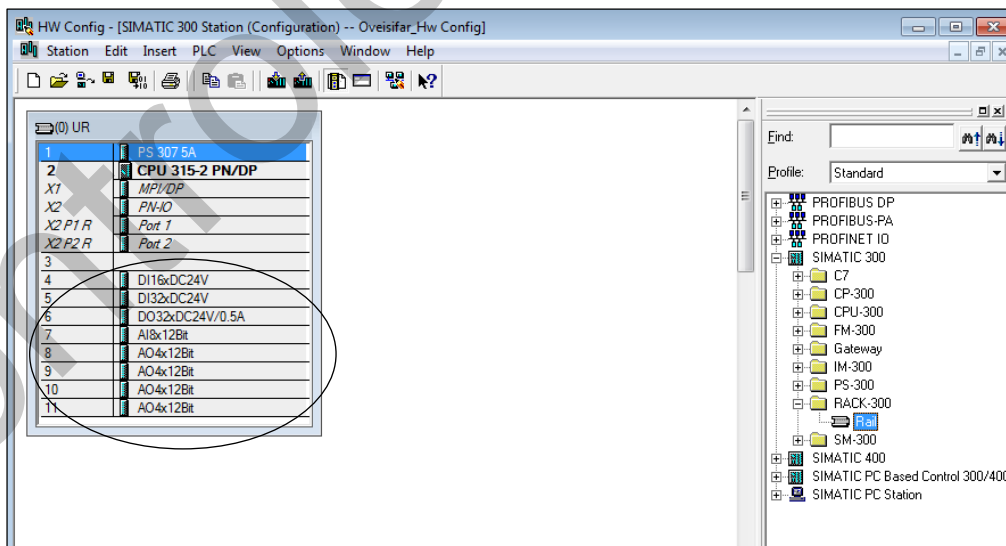 HW Config - [SIMATIC 300 Station (Configuration) -- Oveisifar_Hw Config]
Station Edit Insert PLC View Options Window Help
(0) UR
1 PS 307 5A
2 CPU 315-2 PN/DP
X1 MPI/DP
X2 PN-IO
X2 P1 R Port 1
X2 P2 R Port 2
3
4 DI16xDC24V
5 DI32xDC24V
6 DO32xDC24V/0.5A
7 AI8x12Bit
8 AO4x12Bit
9 AO4x12Bit
10 AO4x12Bit
11 AO4x12Bit
Find:
Profile: Standard
PROFIBUS DP
PROFIBUS-PA
PROFINET IO
SIMATIC 300
C7
CP-300
CPU-300
FM-300
Gateway
IM-300
PS-300
RACK-300
Rail
SM-300
SIMATIC 400
SIMATIC PC Based Control 300/400
SIMATIC PC Station